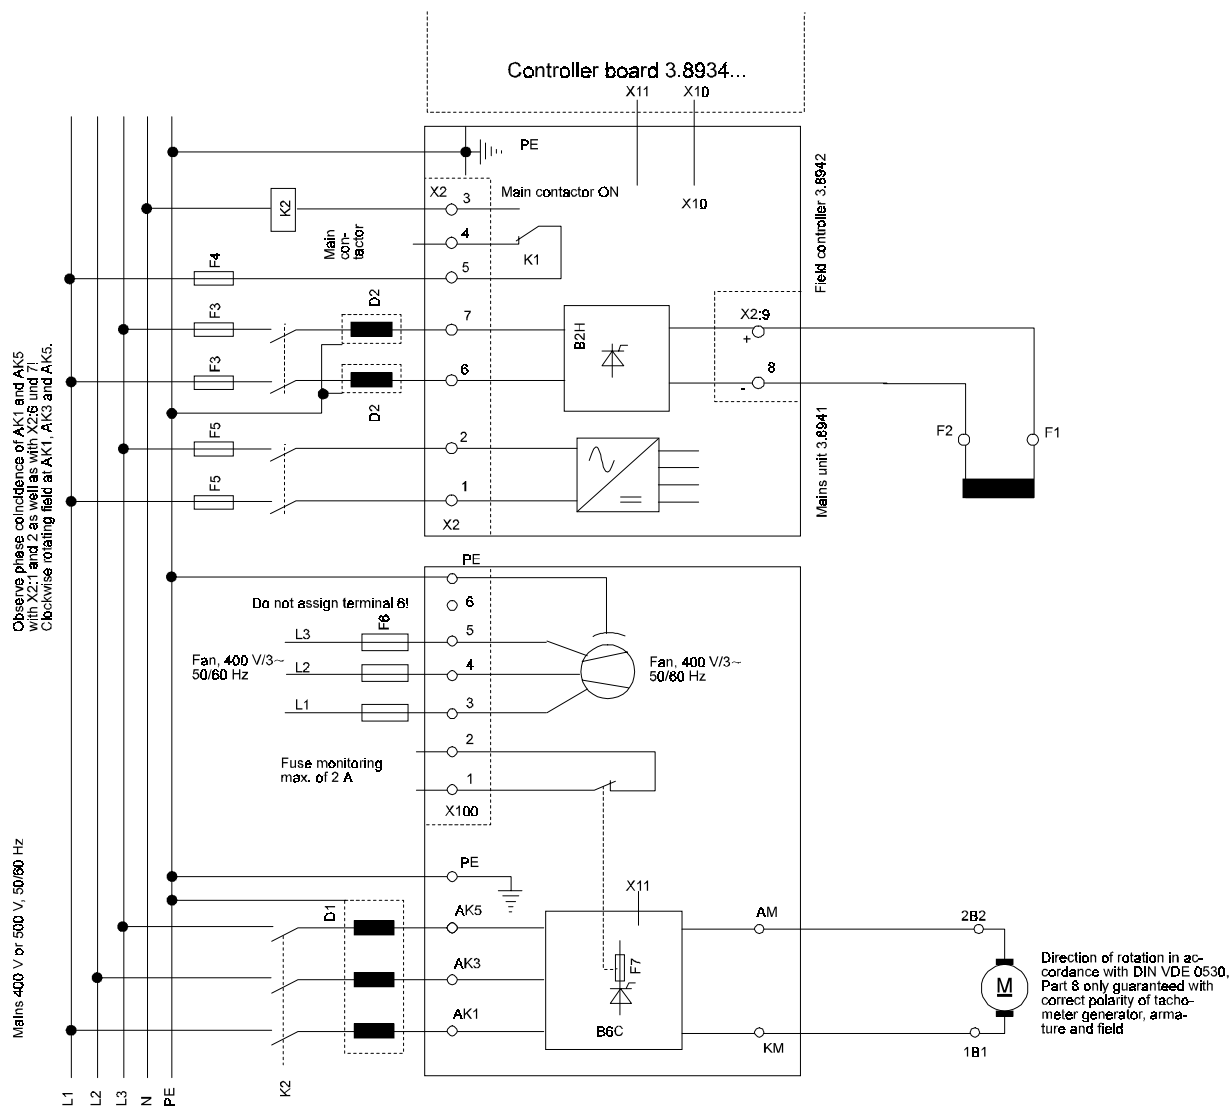 Controller board 3.8934...
X11
X10
PE
X2
3
Main contactor ON
X10
K2
Main
con-
tactor
4
K1
F4
5
Field controller 3.8942
F3
D2
7
B2H
X2:9
+
F3
D2
6
8
-
F5
2
Mains unit 3.8941
F2
F1
F5
1
X2
Observe phase coincidence of AK1 and AK5
with X2:1 and 2 as well as with X2:6 und 7!
Clockwise rotating field at AK1, AK3 and AK5.
PE
Do not assign terminal 6!
6
F6
L3
5
Fan, 400 V/3~
50/60 Hz
L2
4
Fan, 400 V/3~
50/60 Hz
L1
3
2
Fuse monitoring
max. of 2 A
1
X100
Mains 400 V or 500 V, 50/60 Hz
PE
X11
D1
AK5
AM
2B2
AK3
F7
M
Direction of rotation in ac-
cordance with DIN VDE 0530,
Part 8 only guaranteed with
correct polarity of tacho-
meter generator, arma-
ture and field
AK1
B6C
KM
1B1
K2
L1
L2
L3
N
PE